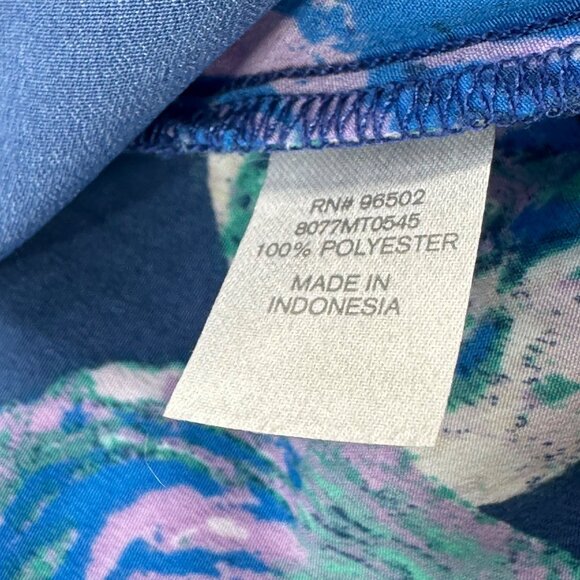 RN# 96502
8077MT0545
100% POLYESTER
MADE IN
INDONESIA